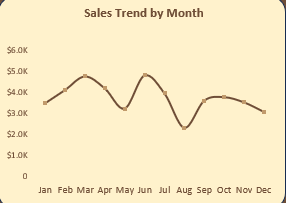 Sales Trend by Month
$6.0K
$5.0K
$4.0K
$3.0K
$2.0K
$1.0K
0
Jan Feb Mar Apr May Jun Jul Aug Sep Oct Nov Dec